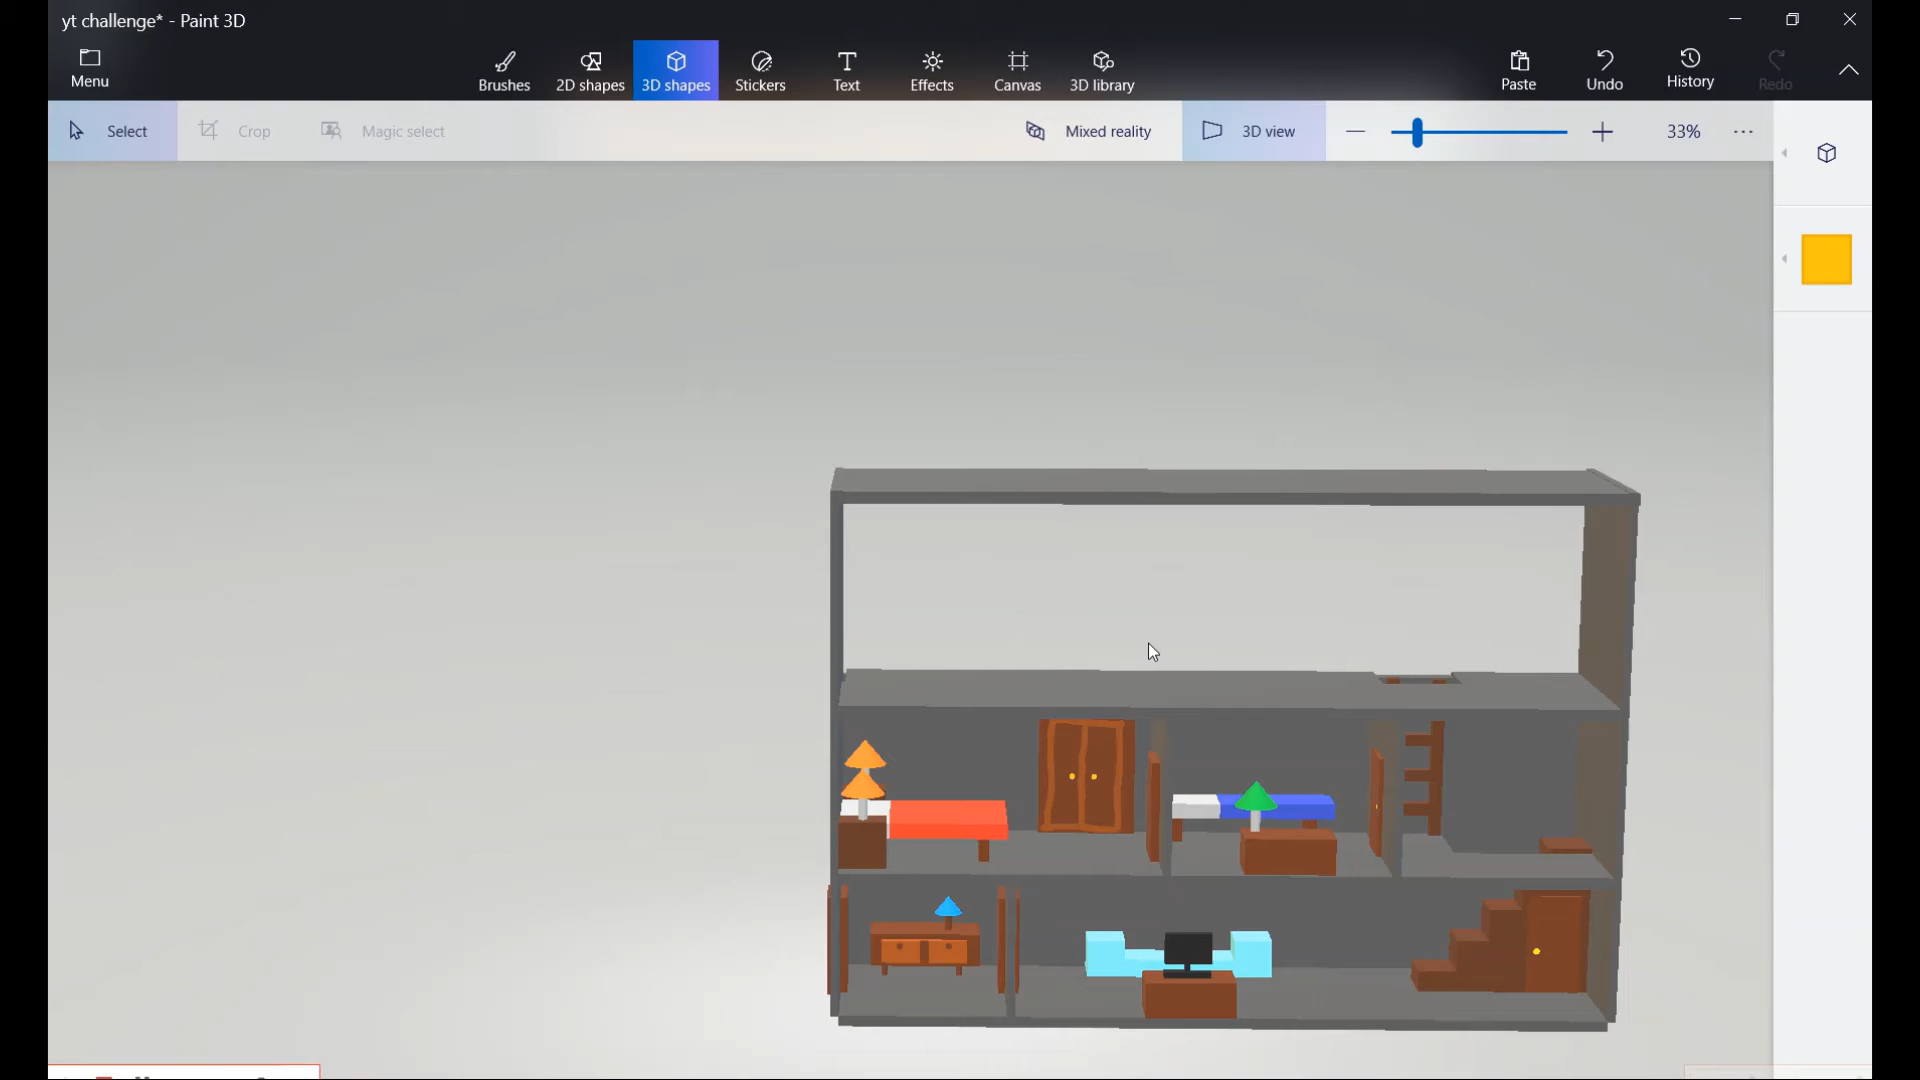 yt challenge* - Paint 3D
Menu
Brushes
2D shapes
3D shapes
Stickers
Text
Effects
Canvas
3D library
Paste
Undo
History
Redo
Select
Crop
Magic select
Mixed reality
3D view
33%